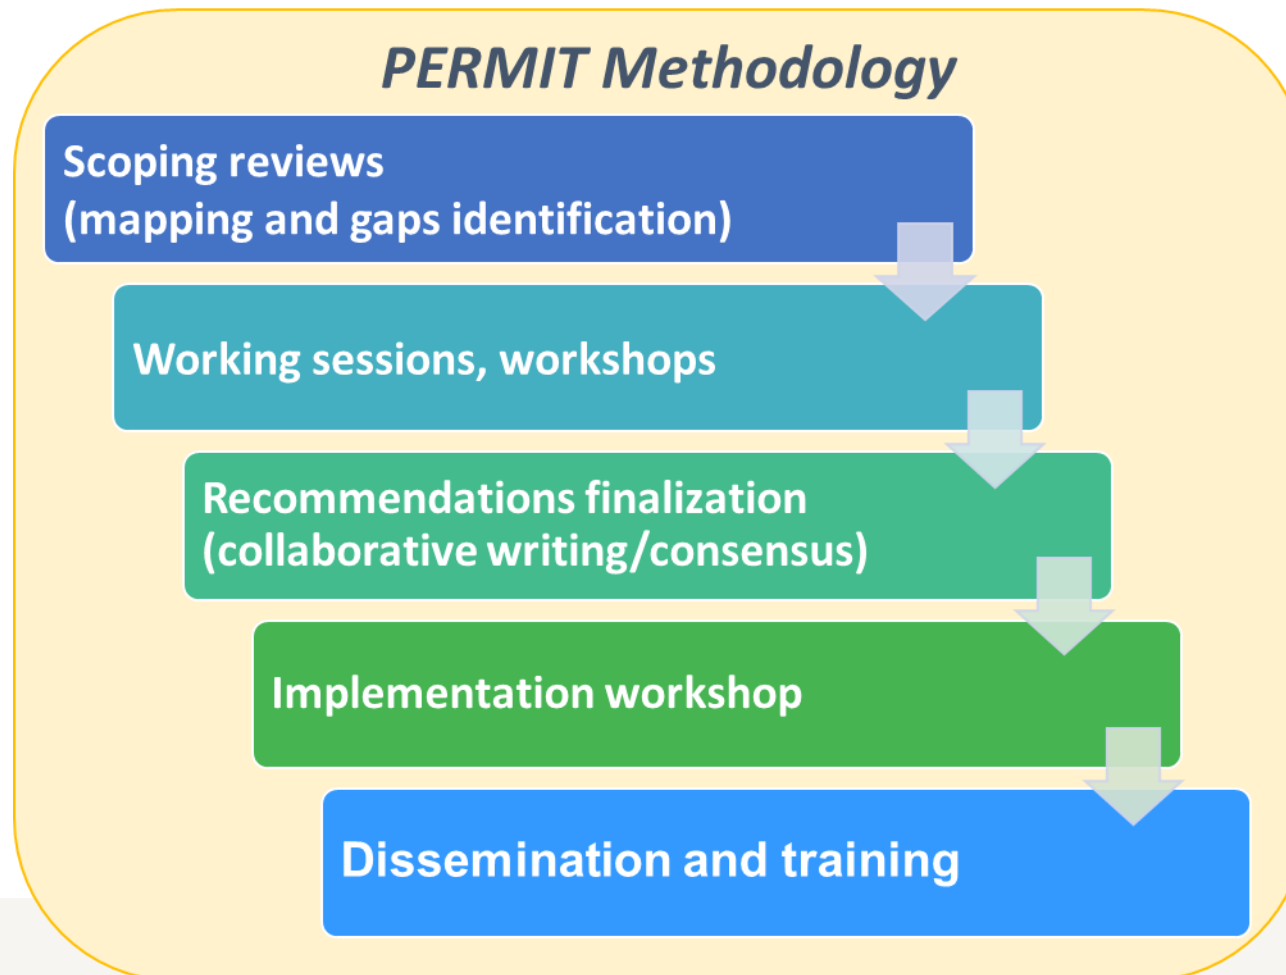 PERMIT Methodology
Scoping reviews
(mapping and gaps identification)
Working sessions, workshops
Recommendations finalization
(collaborative writing/consensus)
Implementation workshop
Dissemination and training